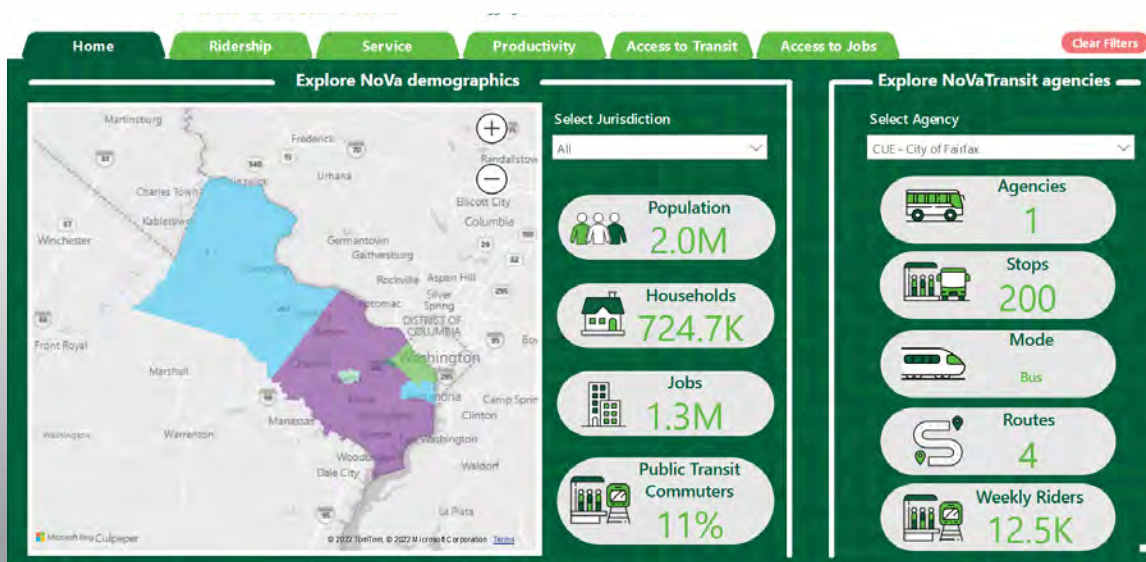 Home
Ridership
Service
Productivity
Access to Transit
Access to Jobs
Clear Filters
Explore NoVa demographics
Martinsburg
Frederick
Randallstow
Urbana
Charles Town
Ellicott City
Columbia
Winchester
Germantown
Gaithersburg
Rockville
Aspen Hill
Silver
Spring
DISTRICT OF
COLUMBIA
Front Royal
Washington
Marshall
Camp Sprin
Manassas
Clinton
Warrenton
Washington
Dale City
Waldorf
La Plata
Microsoft Bing
Culpeper
© 2022 TomTom, © 2022 Microsoft Corporation
Terms
Select Jurisdiction
All
Population
2.0M
Households
724.7K
Jobs
1.3M
Public Transit
Commuters
11%
Explore NoVaTransit agencies
Select Agency
CUE - City of Fairfax
Agencies
1
Stops
200
Mode
Bus
Routes
4
Weekly Riders
12.5K